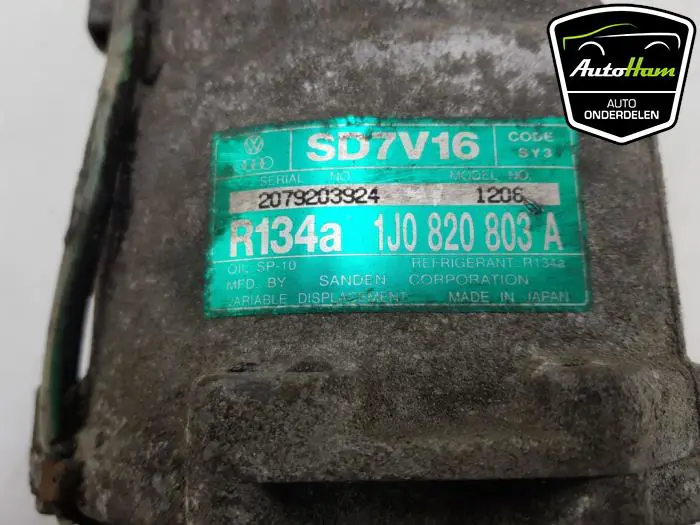 AutoHam
AUTO
ONDERDELEN
SD7V16
CODE
SY3
SERIAL NO.
MODEL NO.
2079203924
1206
R134a
1J0 820 803 A
OIL SP-10
REFRIGERANT R134a
MFD. BY SANDEN CORPORATION
VARIABLE DISPLACEMENT
MADE IN JAPAN